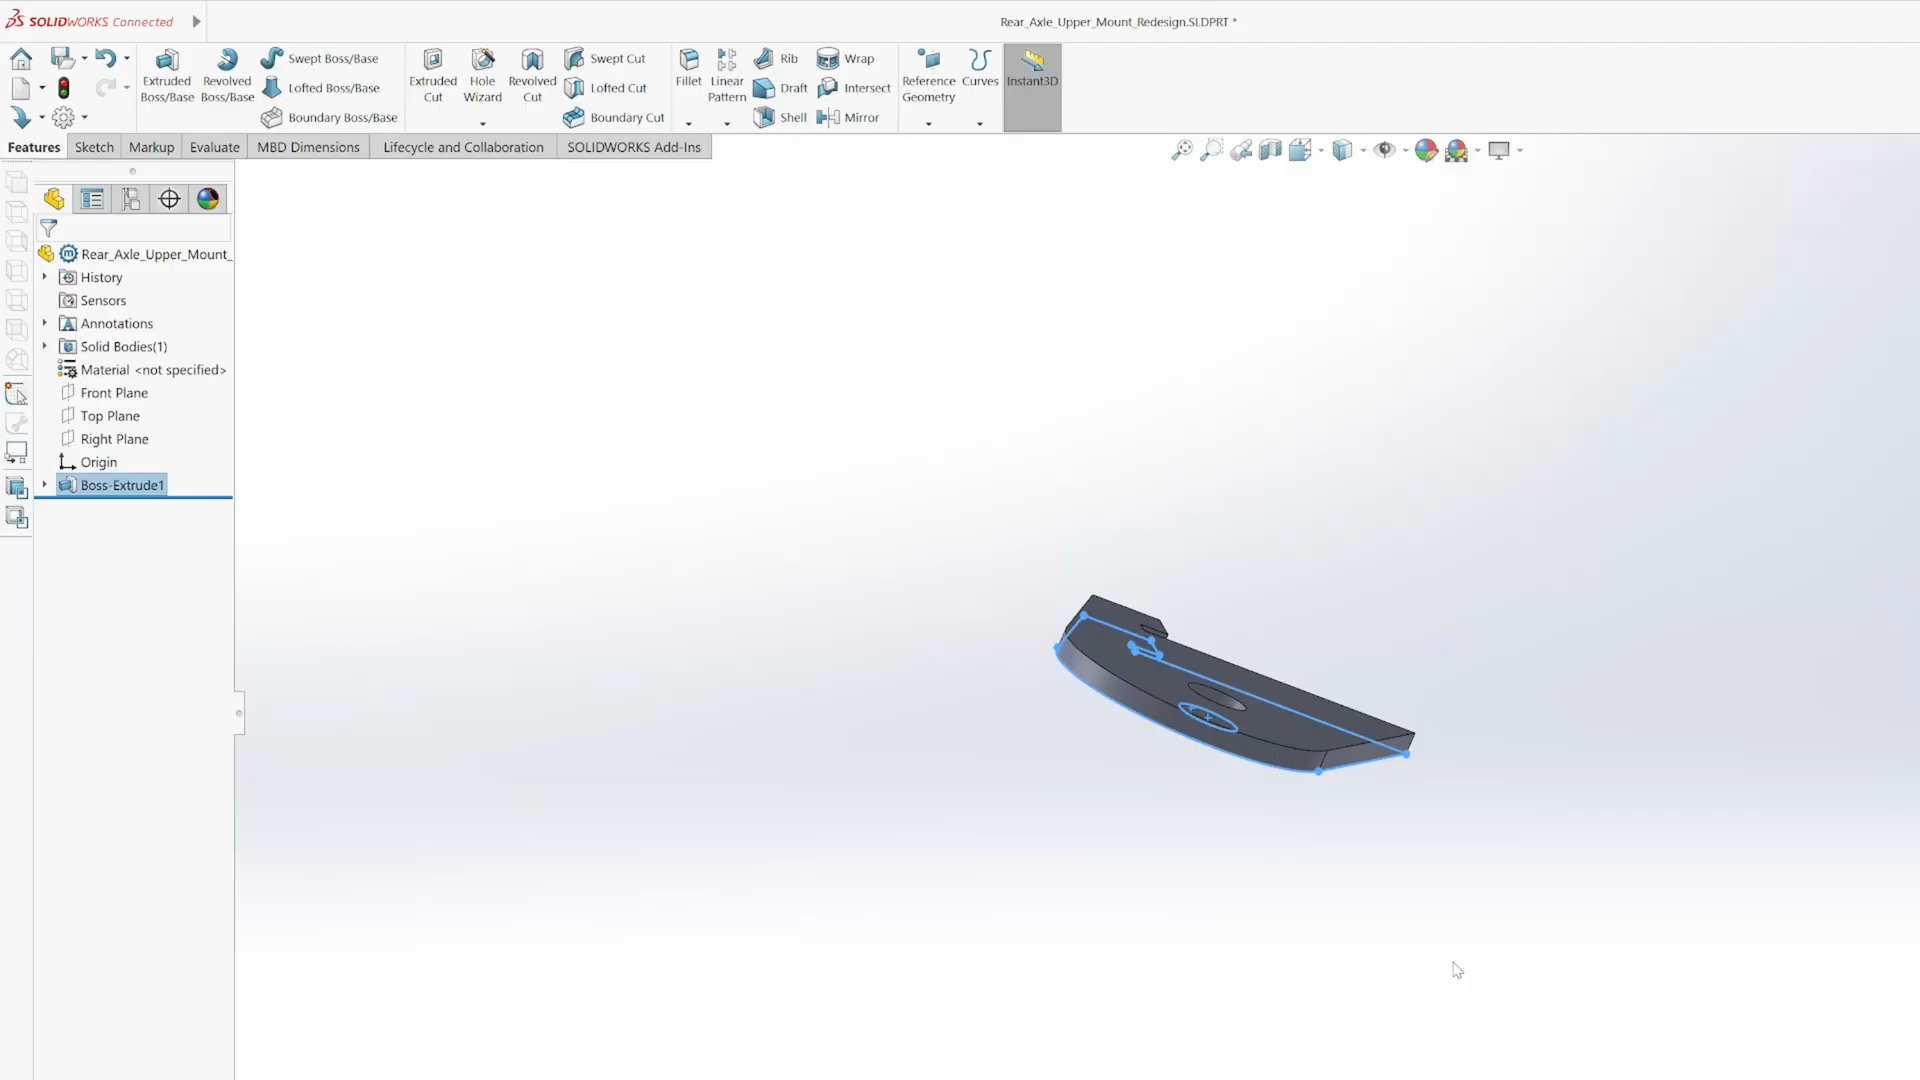 SOLIDWORKS Connected
Rear_Axle_Upper_Mount_Redesign.SLDPRT *
Extruded Boss/Base
Revolved Boss/Base
Swept Boss/Base
Lofted Boss/Base
Boundary Boss/Base
Extruded Cut
Hole Wizard
Revolved Cut
Swept Cut
Lofted Cut
Boundary Cut
Fillet
Linear Pattern
Rib
Draft
Shell
Wrap
Intersect
Mirror
Reference Geometry
Curves
Instant3D
Features
Sketch
Markup
Evaluate
MBD Dimensions
Lifecycle and Collaboration
SOLIDWORKS Add-Ins
Rear_Axle_Upper_Mount_
History
Sensors
Annotations
Solid Bodies(1)
Material <not specified>
Front Plane
Top Plane
Right Plane
Origin
Boss-Extrude1